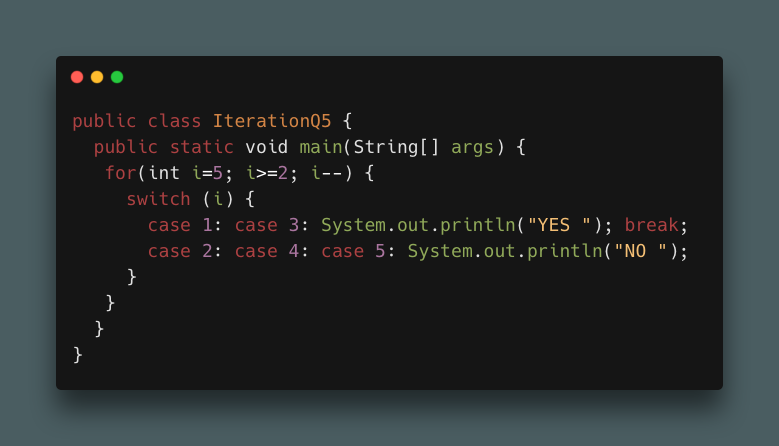 public class IterationQ5 {
  public static void main(String[] args) {
   for(int i=5; i>=2; i--) {
     switch (i) {
       case 1: case 3: System.out.println("YES "); break;
       case 2: case 4: case 5: System.out.println("NO ");
     }
   }
  }
}